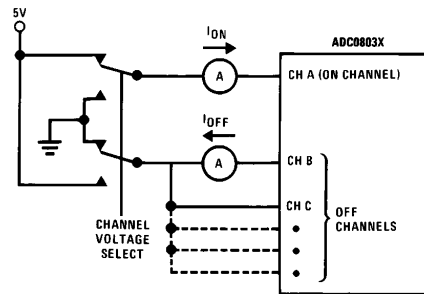 5V
ION
ADC0803X
A
CH A (ON CHANNEL)
IOFF
A
CH B
CH C
OFF
CHANNELS
CHANNEL
VOLTAGE
SELECT